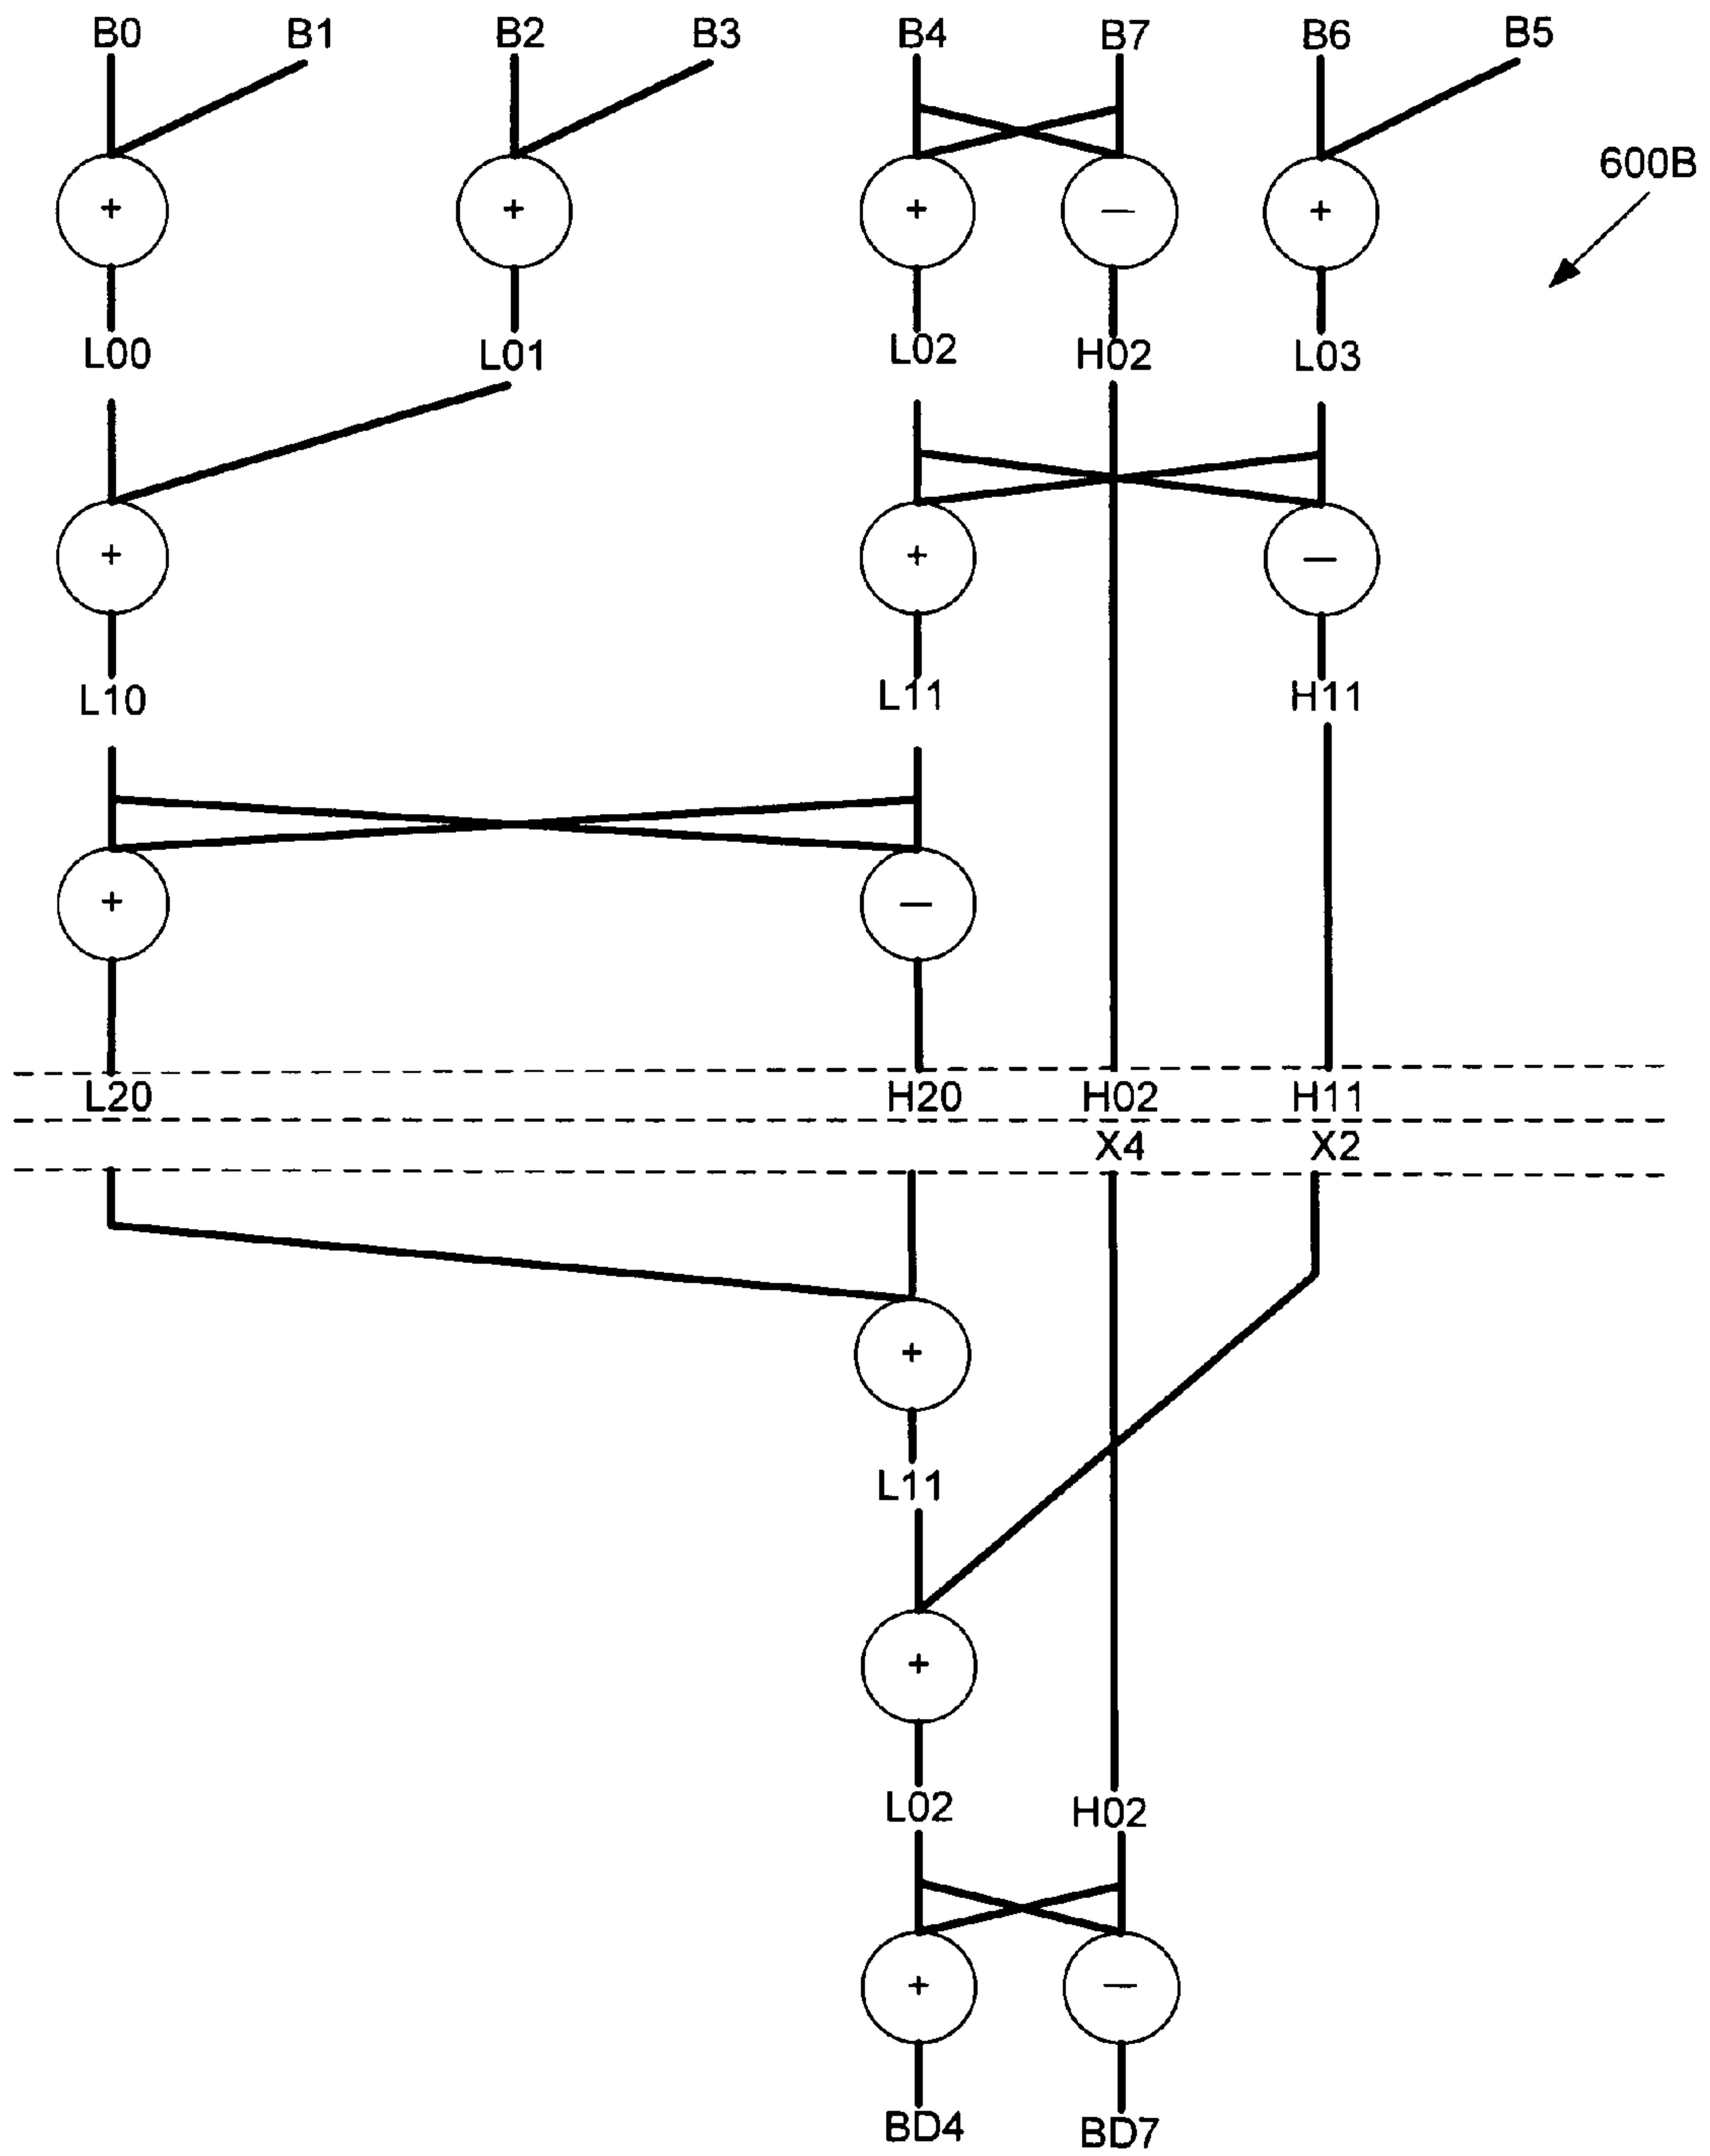 B0 B1 B2 B3 B4 B7 B6 B5
600B
+ + + − +
L00 L01 L02 H02 L03
+ + −
L10 L11 H11
+ −
L20 H20 H02 H11
X4 X2
+
L11
+
L02 H02
+ −
BD4 BD7